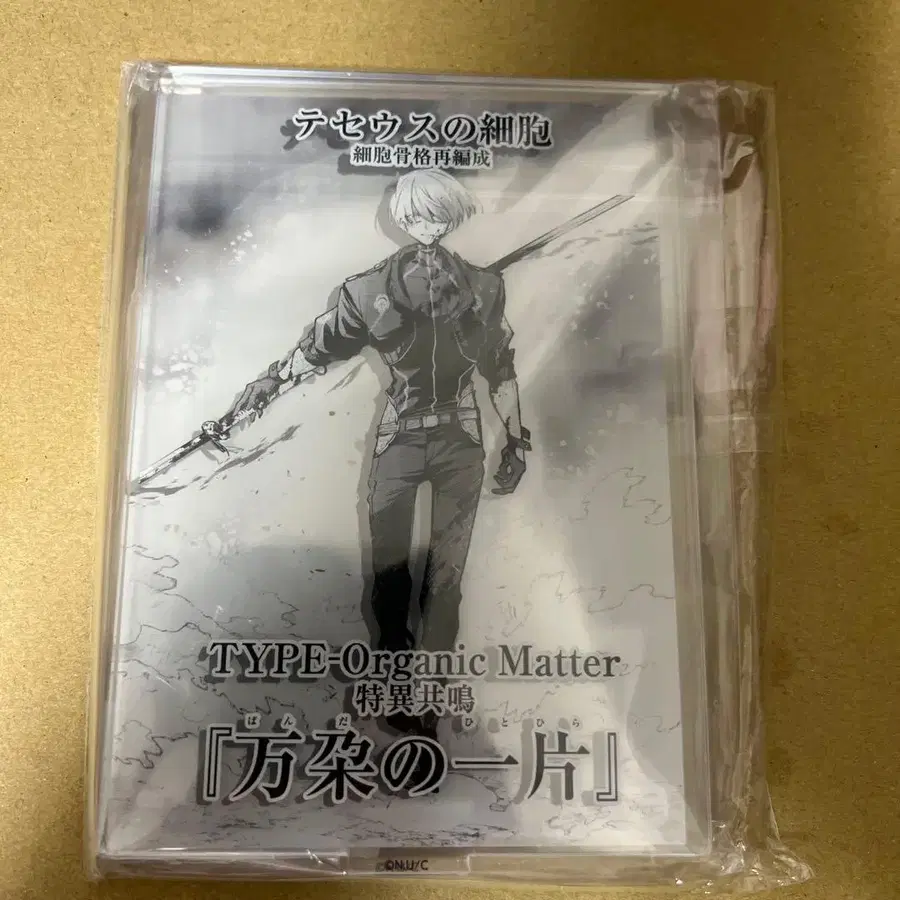 テセウスの細胞
細胞骨格再編成
TYPE-Organic Matter
特異共鳴
ばんだ ひとひら
『万朶の一片』
©N.U/C